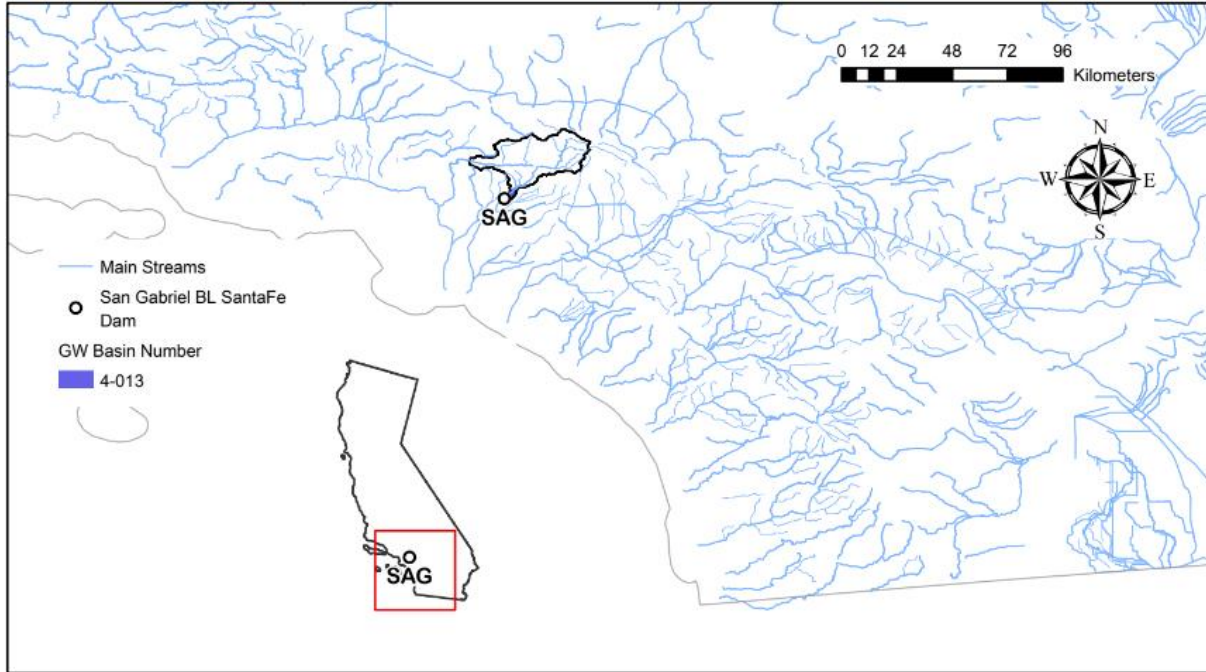 0 12 24 48 72 96
Kilometers
N
W E
S
SAG
Main Streams
San Gabriel BL SantaFe
Dam
GW Basin Number
4-013
SAG